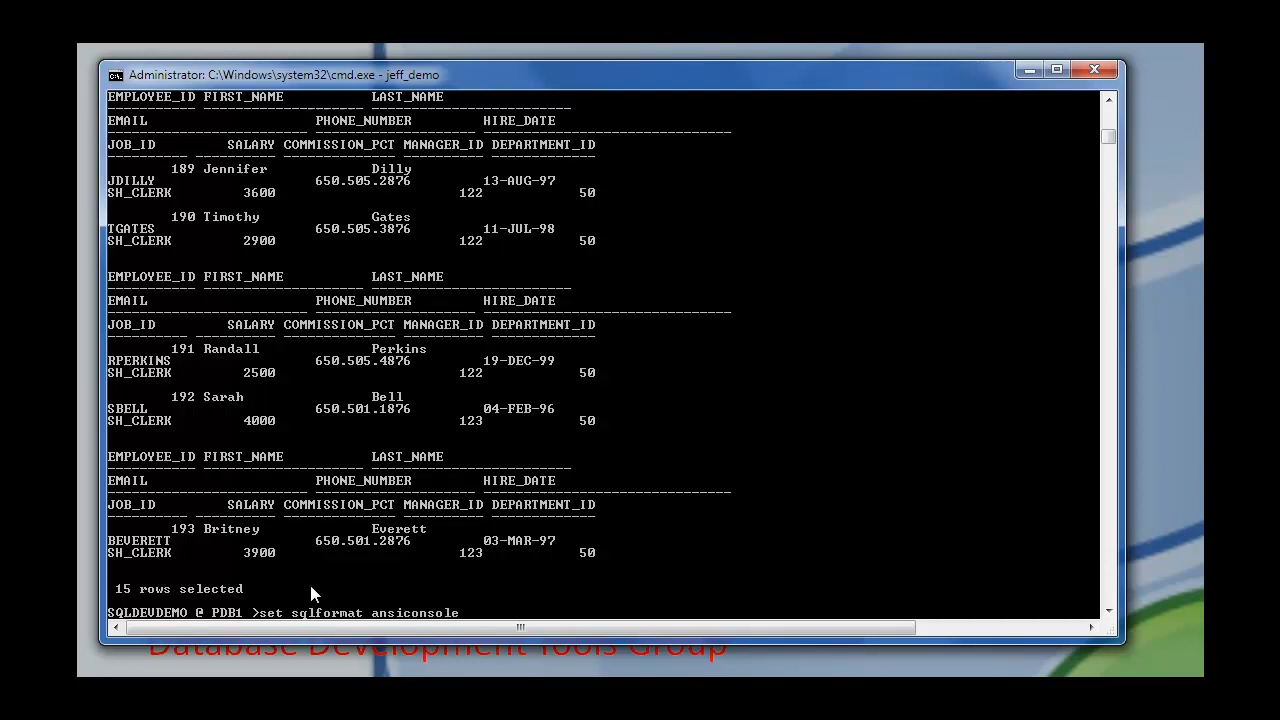 Administrator: C:\Windows\system32\cmd.exe - jeff_demo
EMPLOYEE_ID FIRST_NAME LAST_NAME
EMAIL PHONE_NUMBER HIRE_DATE
JOB_ID SALARY COMMISSION_PCT MANAGER_ID DEPARTMENT_ID
189 Jennifer Dilly
JDILLY 650.505.2876 13-AUG-97
SH_CLERK 3600 122 50
190 Timothy Gates
TGATES 650.505.3876 11-JUL-98
SH_CLERK 2900 122 50
EMPLOYEE_ID FIRST_NAME LAST_NAME
EMAIL PHONE_NUMBER HIRE_DATE
JOB_ID SALARY COMMISSION_PCT MANAGER_ID DEPARTMENT_ID
191 Randall Perkins
RPERKINS 650.505.4876 19-DEC-99
SH_CLERK 2500 122 50
192 Sarah Bell
SBELL 650.501.1876 04-FEB-96
SH_CLERK 4000 123 50
EMPLOYEE_ID FIRST_NAME LAST_NAME
EMAIL PHONE_NUMBER HIRE_DATE
JOB_ID SALARY COMMISSION_PCT MANAGER_ID DEPARTMENT_ID
193 Britney Everett
BEVERETT 650.501.2876 03-MAR-97
SH_CLERK 3900 123 50
15 rows selected
SQLDEVDEMO @ PDB1 >set sqlformat ansiconsole
Database Development Tools Group